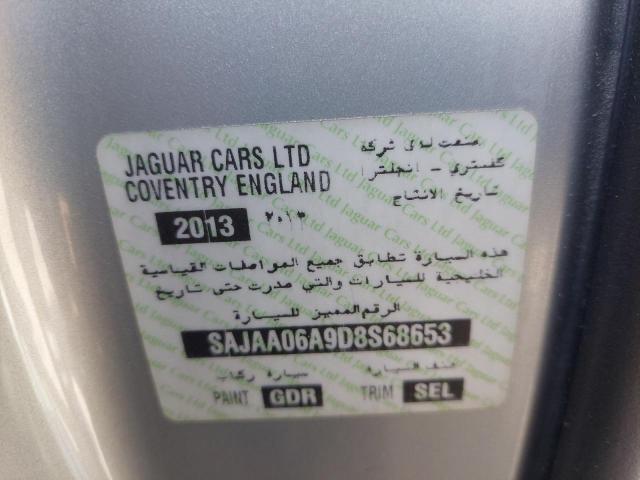 JAGUAR CARS LTD
COVENTRY ENGLAND
2013 ٢٠١٣
صنعت لدى شركة
كفنتري - انجلترا
تاريخ الانتاج
هذه السيارة تطابق جميع المواصفات القياسية
الخليجية للسيارات والتي صدرت حتى تاريخ
الرقم المميز للسيارة
SAJAA06A9D8S68653
سيارة ركاب
السيارة
PAINT GDR TRIM SEL